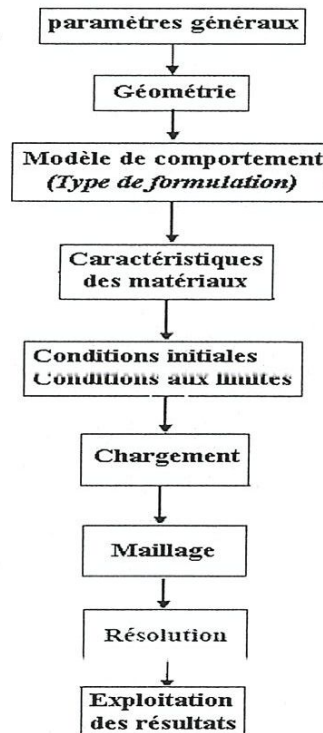 paramètres généraux
Géométrie
Modèle de comportement
(Type de formulation)
Caractéristiques
des matériaux
Conditions initiales
Conditions aux limites
Chargement
Maillage
Résolution
Exploitation
des résultats